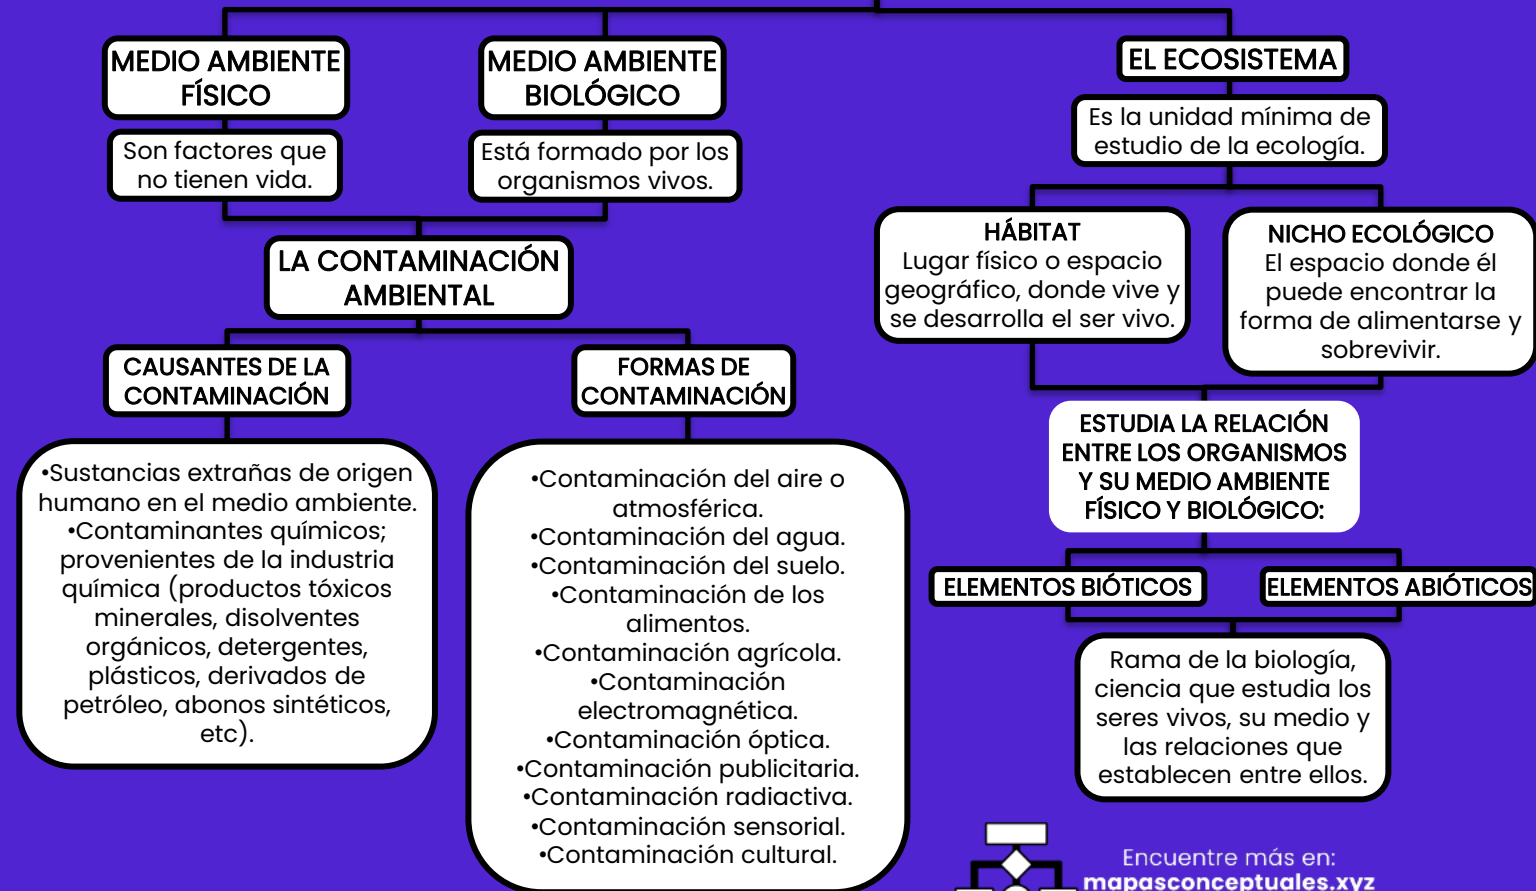 MEDIO AMBIENTE
FÍSICO
Son factores que
no tienen vida.
MEDIO AMBIENTE
BIOLÓGICO
Está formado por los
organismos vivos.
LA CONTAMINACIÓN
AMBIENTAL
CAUSANTES DE LA
CONTAMINACIÓN
•Sustancias extrañas de origen
humano en el medio ambiente.
•Contaminantes químicos;
provenientes de la industria
química (productos tóxicos
minerales, disolventes
orgánicos, detergentes,
plásticos, derivados de
petróleo, abonos sintéticos,
etc).
FORMAS DE
CONTAMINACIÓN
•Contaminación del aire o
atmosférica.
•Contaminación del agua.
•Contaminación del suelo.
•Contaminación de los
alimentos.
•Contaminación agrícola.
•Contaminación
electromagnética.
•Contaminación óptica.
•Contaminación publicitaria.
•Contaminación radiactiva.
•Contaminación sensorial.
•Contaminación cultural.
EL ECOSISTEMA
Es la unidad mínima de
estudio de la ecología.
HÁBITAT
Lugar físico o espacio
geográfico, donde vive y
se desarrolla el ser vivo.
NICHO ECOLÓGICO
El espacio donde él
puede encontrar la
forma de alimentarse y
sobrevivir.
ESTUDIA LA RELACIÓN
ENTRE LOS ORGANISMOS
Y SU MEDIO AMBIENTE
FÍSICO Y BIOLÓGICO:
ELEMENTOS BIÓTICOS
ELEMENTOS ABIÓTICOS
Rama de la biología,
ciencia que estudia los
seres vivos, su medio y
las relaciones que
establecen entre ellos.
Encuentre más en:
mapasconceptuales.xyz